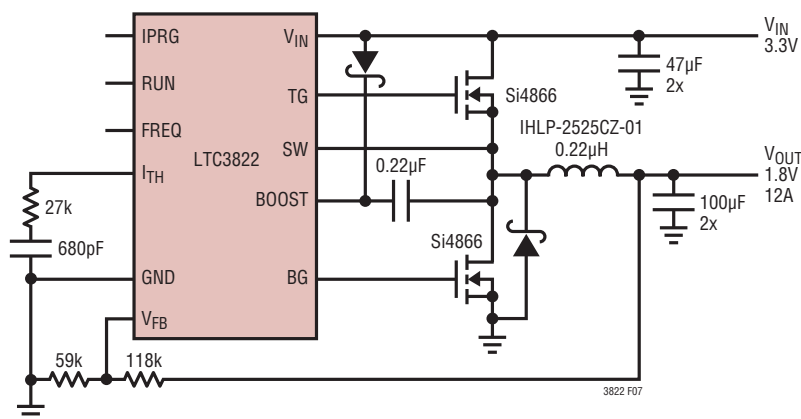 IPRG
RUN
FREQ
ITH
GND
VFB
LTC3822
VIN
TG
SW
BOOST
BG
27k
680pF
59k
118k
0.22µF
Si4866
Si4866
IHLP-2525CZ-01
0.22µH
VIN
3.3V
47µF
2x
VOUT
1.8V
12A
100µF
2x
3822 F07